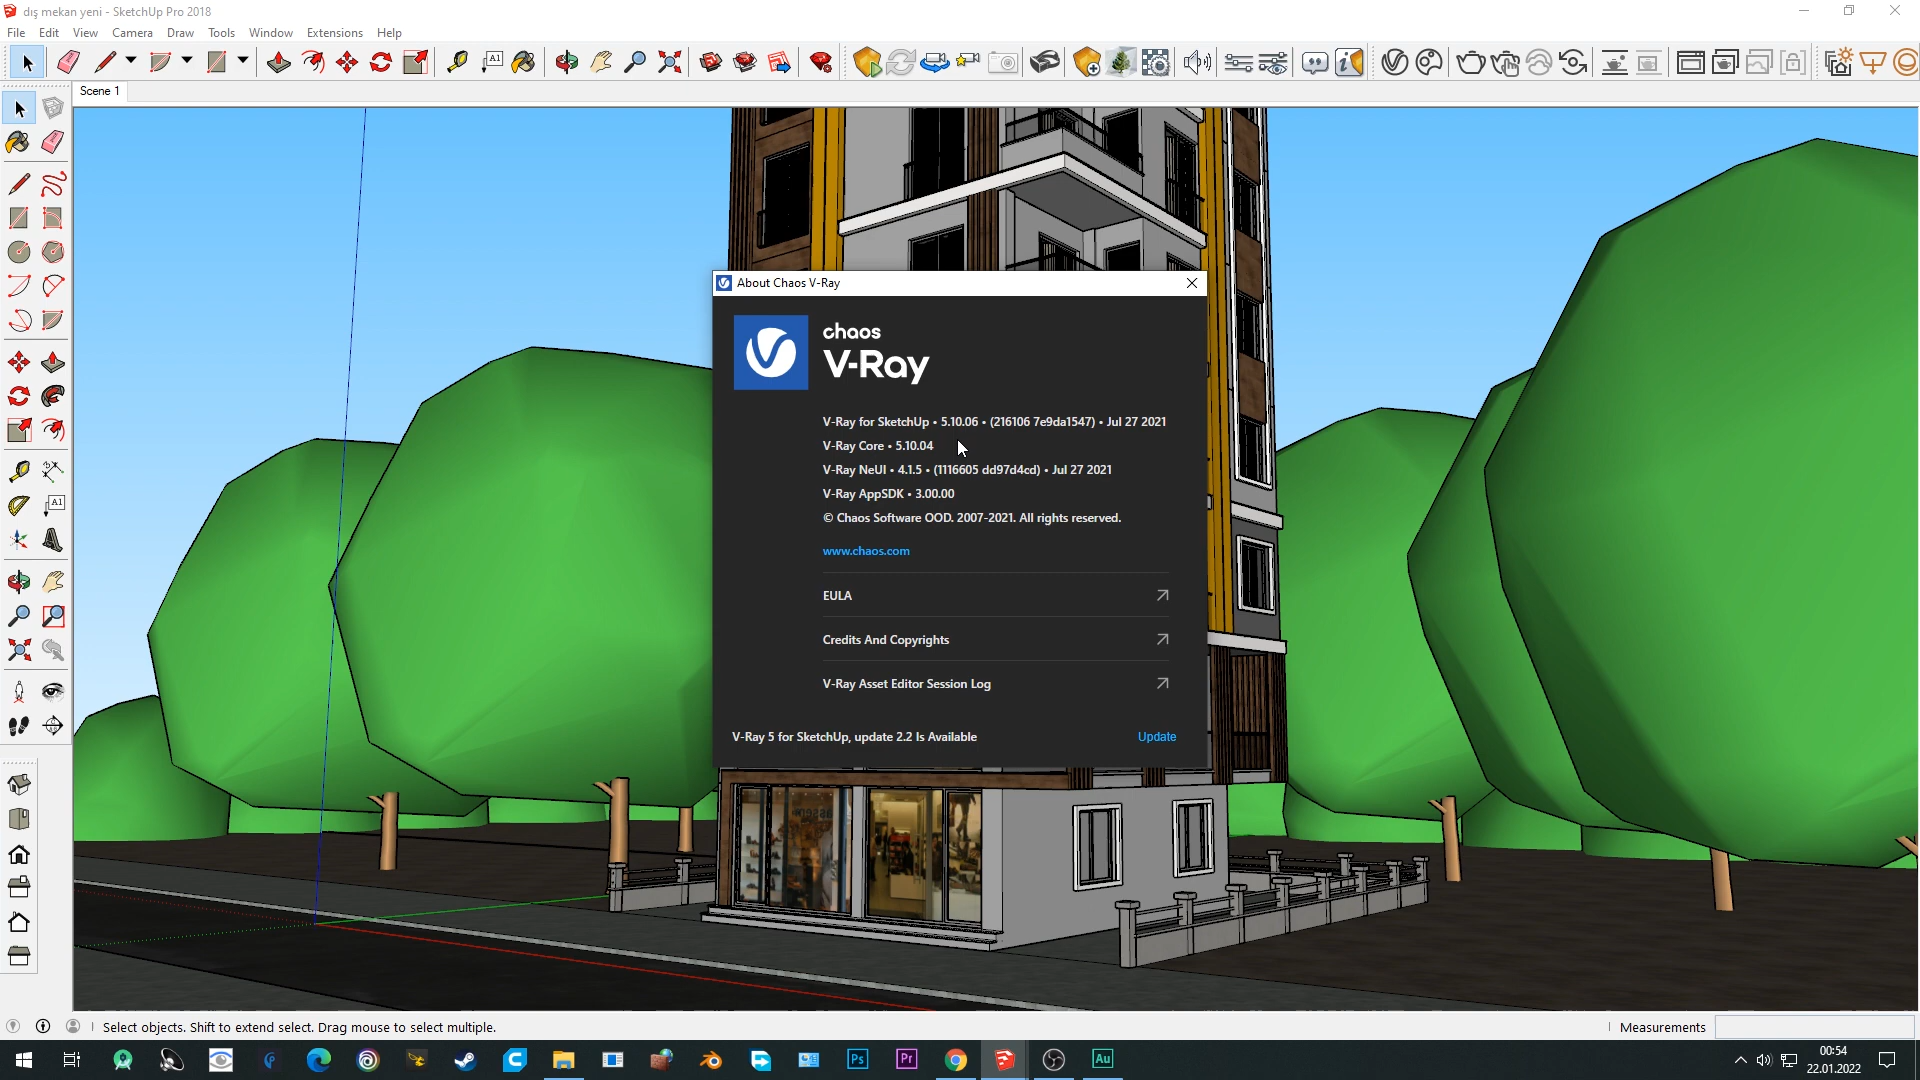 dış mekan yeni - SketchUp Pro 2018
File Edit View Camera Draw Tools Window Extensions Help
A1
Scene 1
A1
About Chaos V-Ray
chaos
V-Ray
V-Ray for SketchUp • 5.10.06 • (216106 7e9da1547) • Jul 27 2021
V-Ray Core • 5.10.04
V-Ray NeUI • 4.1.5 • (1116605 dd97d4cd) • Jul 27 2021
V-Ray AppSDK • 3.00.00
© Chaos Software OOD. 2007-2021. All rights reserved.
www.chaos.com
EULA
Credits And Copyrights
V-Ray Asset Editor Session Log
V-Ray 5 for SketchUp, update 2.2 Is Available Update
Select objects. Shift to extend select. Drag mouse to select multiple. Measurements
Ps Pr Au
00:54
22.01.2022